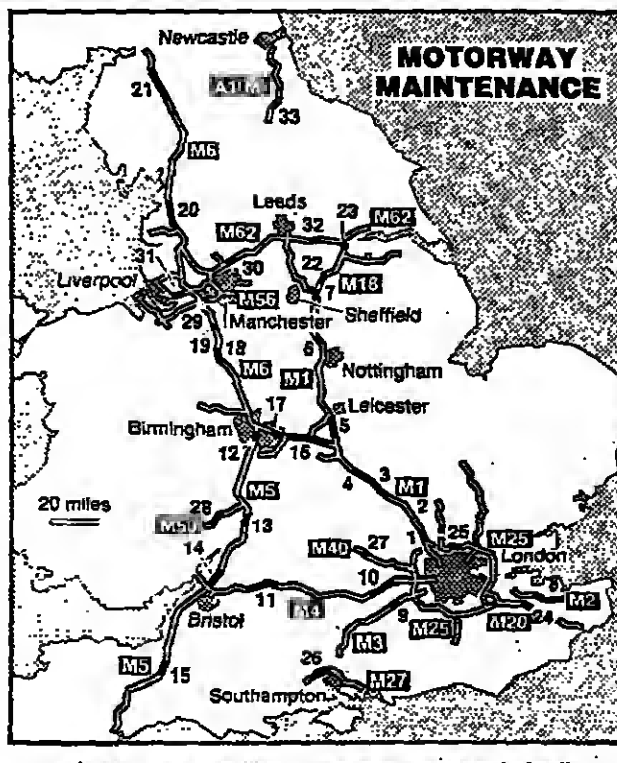 Newcastle
MOTORWAY
MAINTENANCE
A1(M)
21
33
M6
Leeds
20
23
M62
32
M62
31
22
30
Liverpool
M18
7
M56
Sheffield
29
Manchester
19
18
6
M6
Nottingham
M1
17
Leicester
Birmingham
5
12
16
3
20 miles
4
M1
28
M5
2
M50
13
25
M25
27
1
London
14
M40
10
8
11
M2
Bristol
M4
9
M25
M20
24
M3
M5
15
26
Southampton
M27